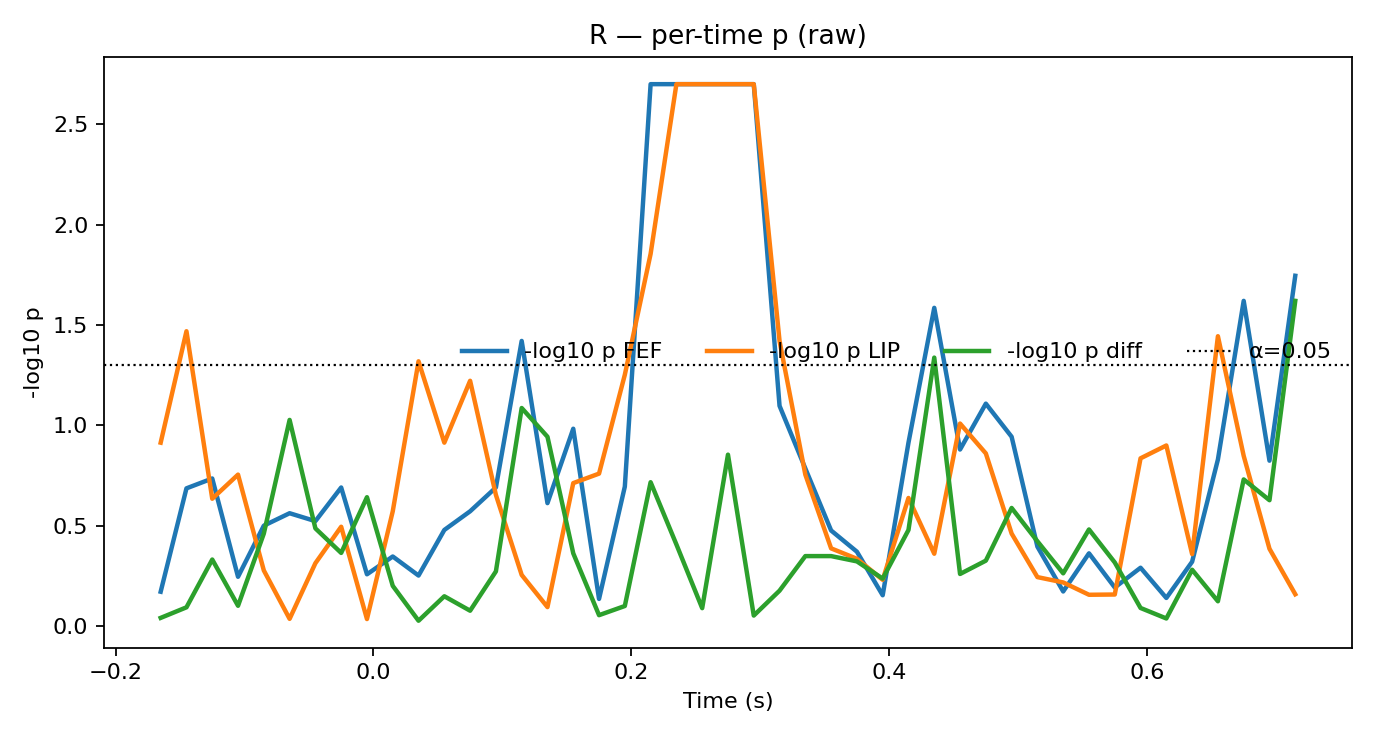 R — per-time p (raw)
-log10 p
2.5
2.0
1.5
1.0
0.5
0.0
-log10 p FEF
-log10 p LIP
-log10 p diff
α=0.05
−0.2
0.0
0.2
0.4
0.6
Time (s)